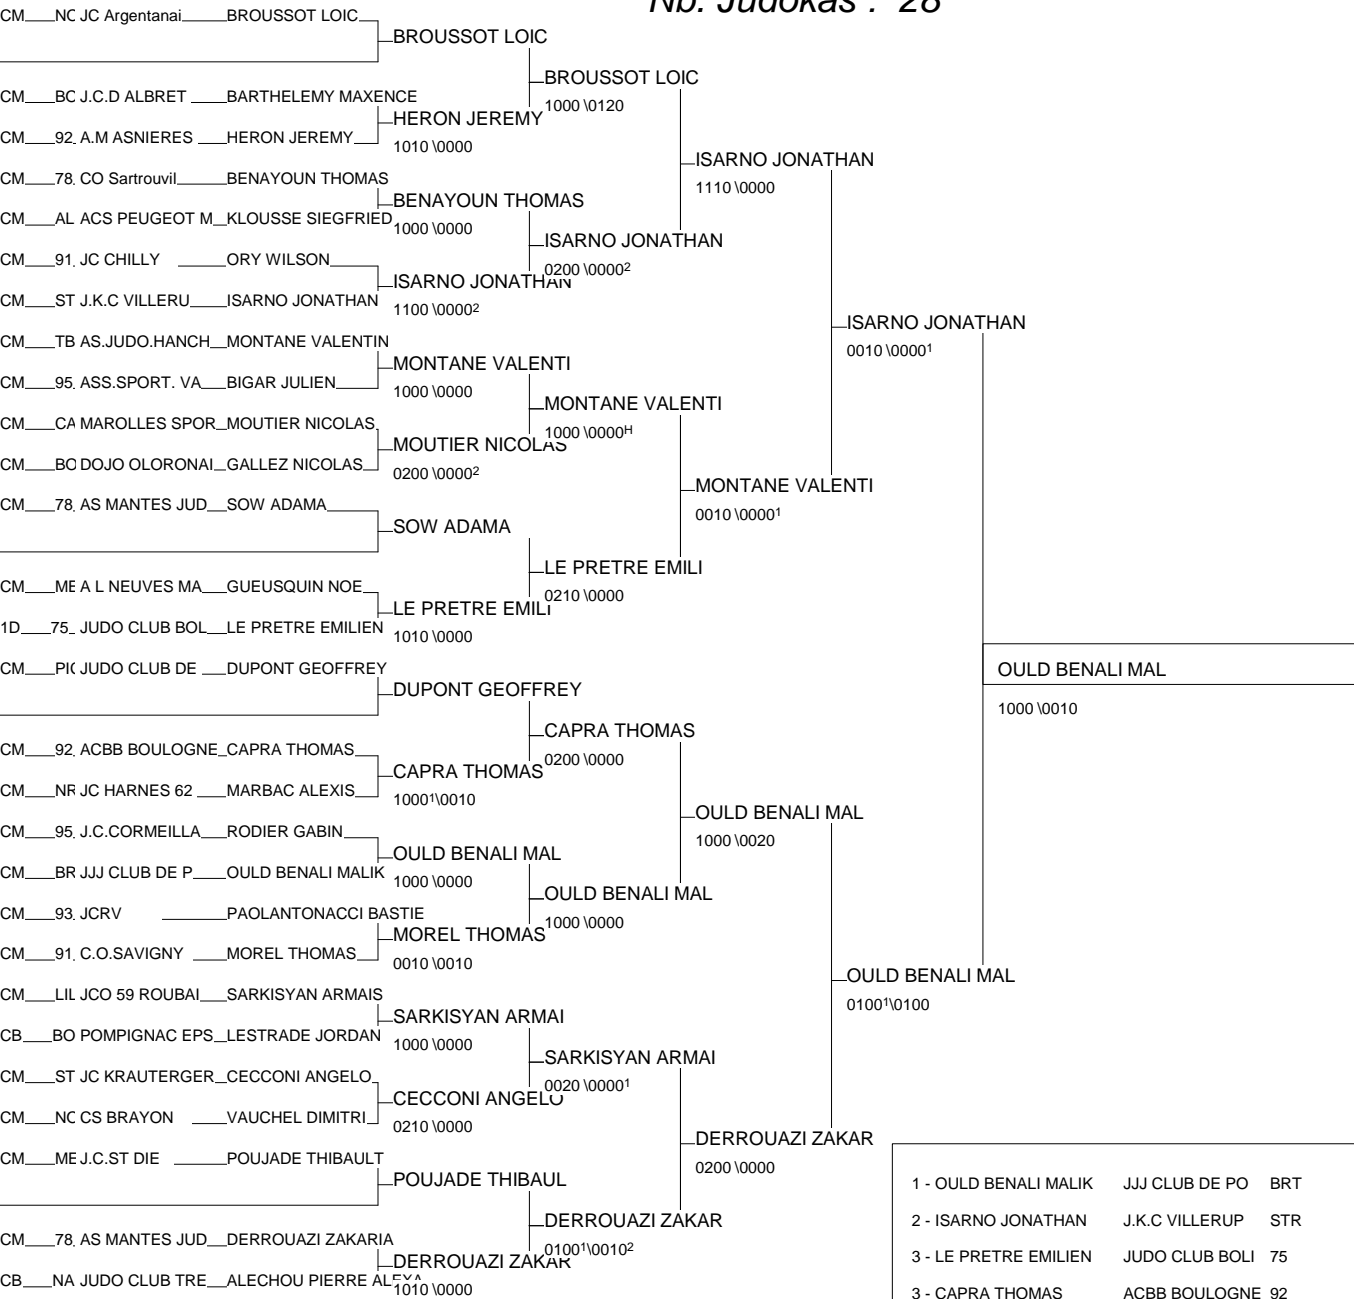 Nb. Judokas : 28
CM NO JC Argentanai BROUSSOT LOIC
BROUSSOT LOIC
BROUSSOT LOIC
1000 \0120
CM BO J.C.D ALBRET BARTHELEMY MAXENCE
HERON JEREMY
1010 \0000
CM 92 A.M ASNIERES HERON JEREMY
ISARNO JONATHAN
1110 \0000
CM 78 CO Sartrouvil BENAYOUN THOMAS
BENAYOUN THOMAS
1000 \0000
CM AL ACS PEUGEOT M KLOUSSE SIEGFRIED
ISARNO JONATHAN
0200 \0000²
CM 91 JC CHILLY ORY WILSON
ISARNO JONATHAN
1100 \0000²
CM ST J.K.C VILLERU ISARNO JONATHAN
ISARNO JONATHAN
0010 \0000¹
CM TB AS.JUDO.HANCH MONTANE VALENTIN
MONTANE VALENTI
1000 \0000
CM 95 ASS.SPORT. VA BIGAR JULIEN
MONTANE VALENTI
1000 \0000ᴴ
CM CA MAROLLES SPOR MOUTIER NICOLAS
MOUTIER NICOLAS
0200 \0000²
CM BO DOJO OLORONAI GALLEZ NICOLAS
MONTANE VALENTI
0010 \0000¹
CM 78 AS MANTES JUD SOW ADAMA
SOW ADAMA
LE PRETRE EMILI
0210 \0000
CM ME A L NEUVES MA GUEUSQUIN NOE
LE PRETRE EMILI
1010 \0000
1D 75 JUDO CLUB BOL LE PRETRE EMILIEN
OULD BENALI MAL
1000 \0010
CM PI JUDO CLUB DE DUPONT GEOFFREY
DUPONT GEOFFREY
CAPRA THOMAS
0200 \0000
CM 92 ACBB BOULOGNE CAPRA THOMAS
CAPRA THOMAS
1000¹\0010
CM NR JC HARNES 62 MARBAC ALEXIS
OULD BENALI MAL
1000 \0020
CM 95 J.C.CORMEILLA RODIER GABIN
OULD BENALI MAL
1000 \0000
CM BR JJJ CLUB DE P OULD BENALI MALIK
OULD BENALI MAL
1000 \0000
CM 93 JCRV PAOLANTONACCI BASTIE
MOREL THOMAS
0010 \0010
CM 91 C.O.SAVIGNY MOREL THOMAS
OULD BENALI MAL
0100¹\0100
CM LIL JCO 59 ROUBAI SARKISYAN ARMAIS
SARKISYAN ARMAI
1000 \0000
CB BO POMPIGNAC EPS LESTRADE JORDAN
SARKISYAN ARMAI
0020 \0000¹
CM ST JC KRAUTERGER CECCONI ANGELO
CECCONI ANGELO
0210 \0000
CM NO CS BRAYON VAUCHEL DIMITRI
DERROUAZI ZAKAR
0200 \0000
CM ME J.C.ST DIE POUJADE THIBAULT
POUJADE THIBAUL
DERROUAZI ZAKAR
0100¹\0010²
CM 78 AS MANTES JUD DERROUAZI ZAKARIA
DERROUAZI ZAKAR
1010 \0000
CB NA JUDO CLUB TRE ALECHOU PIERRE ALEXA
1 - OULD BENALI MALIK JJJ CLUB DE PO BRT
2 - ISARNO JONATHAN J.K.C VILLERUP STR
3 - LE PRETRE EMILIEN JUDO CLUB BOLI 75
3 - CAPRA THOMAS ACBB BOULOGNE 92